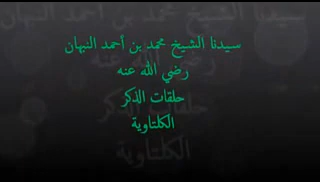 سيدنا الشيخ محمد بن أحمد النبهان
رضي الله عنه
حلقات الذكر
الكلتاوية